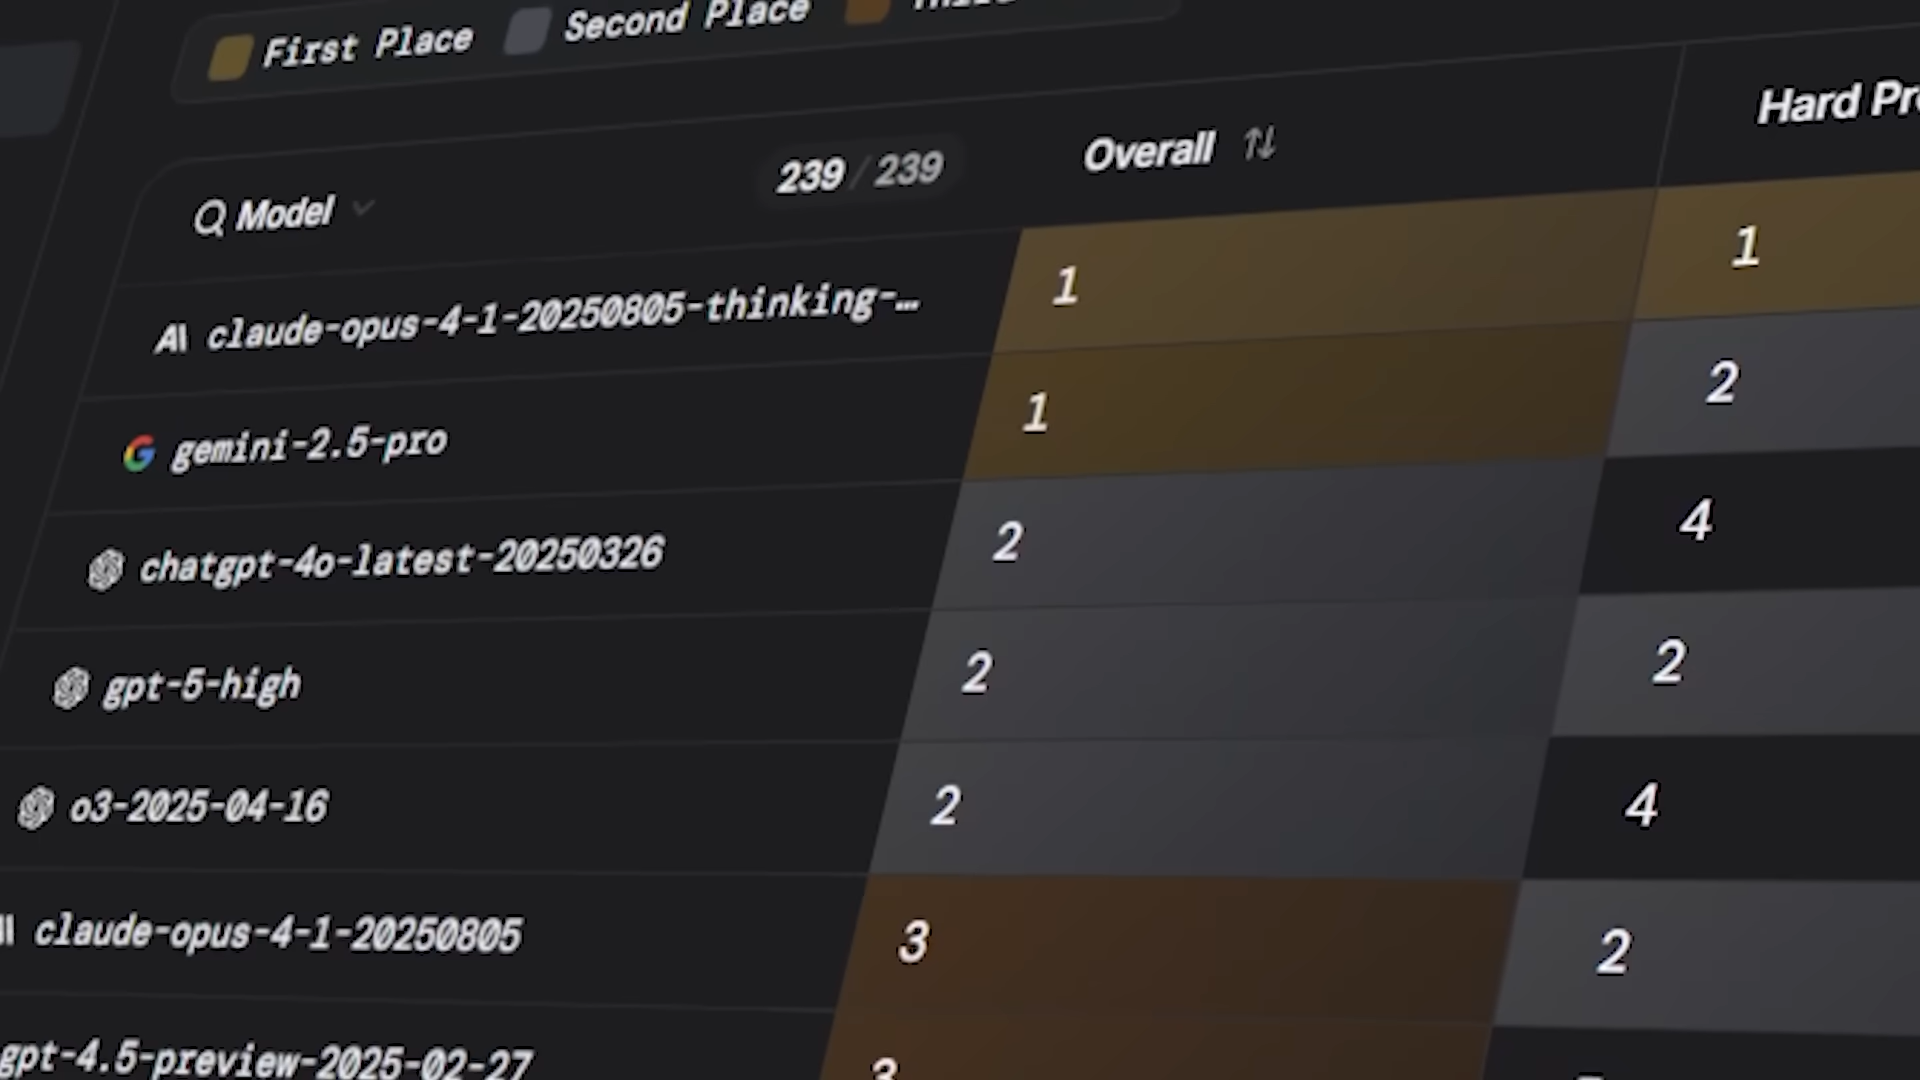 First Place Second Place
Model 239 / 239 Overall Hard
claude-opus-4-1-20250805-thinking-… 1 1
gemini-2.5-pro 1 2
chatgpt-4o-latest-20250326 2 4
gpt-5-high 2 2
o3-2025-04-16 2 4
claude-opus-4-1-20250805 3 2
gpt-4.5-preview-2025-02-27 3